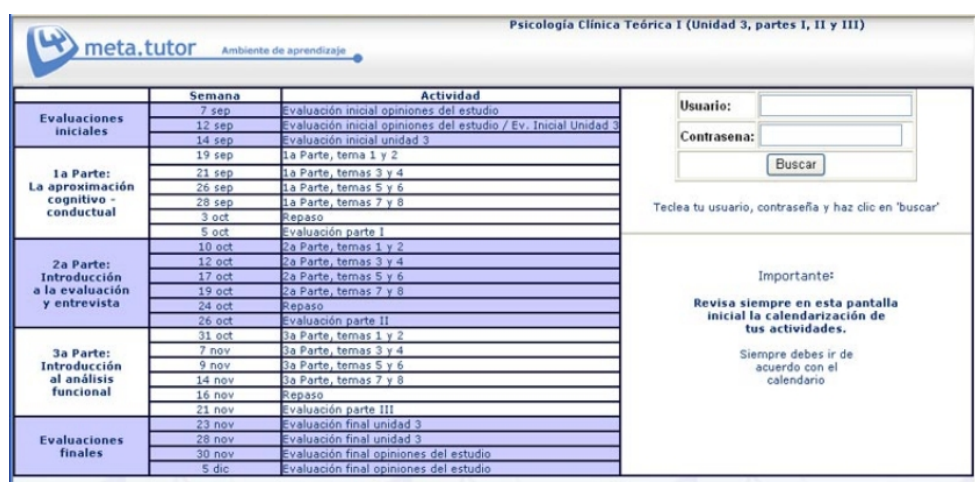 Psicología Clínica Teórica I (Unidad 3, partes I, II y III)
meta.tutor Ambiente de aprendizaje
Semana Actividad
Evaluaciones iniciales
7 sep Evaluación inicial opiniones del estudio
12 sep Evaluación inicial opiniones del estudio / Ev. Inicial Unidad 3
14 sep Evaluación inicial unidad 3
1a Parte:
La aproximación
cognitivo -
conductual
19 sep 1a Parte, tema 1 y 2
21 sep 1a Parte, temas 3 y 4
26 sep 1a Parte, temas 5 y 6
28 sep 1a Parte, temas 7 y 8
3 oct Repaso
5 oct Evaluación parte I
2a Parte:
Introducción
a la evaluación
y entrevista
10 oct 2a Parte, temas 1 y 2
12 oct 2a Parte, temas 3 y 4
17 oct 2a Parte, temas 5 y 6
19 oct 2a Parte, temas 7 y 8
24 oct Repaso
26 oct Evaluación parte II
3a Parte:
Introducción
al análisis
funcional
31 oct 3a Parte, temas 1 y 2
7 nov 3a Parte, temas 3 y 4
9 nov 3a Parte, temas 5 y 6
14 nov 3a Parte, temas 7 y 8
16 nov Repaso
21 nov Evaluación parte III
Evaluaciones
finales
23 nov Evaluación final unidad 3
28 nov Evaluación final unidad 3
30 nov Evaluación final opiniones del estudio
5 dic Evaluación final opiniones del estudio
Usuario:
Contrasena:
Buscar
Teclea tu usuario, contraseña y haz clic en 'buscar'
Importante:
Revisa siempre en esta pantalla
inicial la calendarización de
tus actividades.
Siempre debes ir de
acuerdo con el
calendario